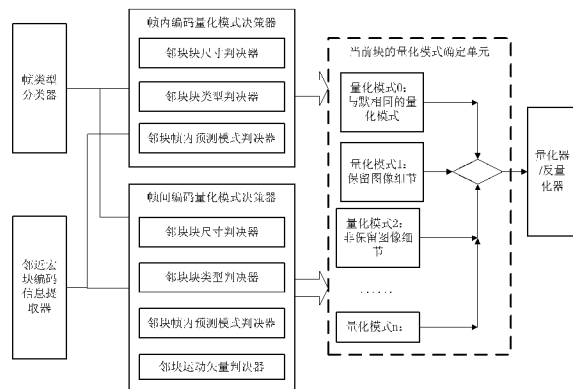 帧类型
分类器
邻近宏
块编码
信息提
取器
帧内编码量化模式决策器
邻块块尺寸判决器
邻块块类型判决器
邻块帧内预测模式判决器
帧间编码量化模式决策器
邻块块尺寸判决器
邻块块类型判决器
邻块帧内预测模式判决器
邻块运动矢量判决器
当前块的量化模式确定单元
量化模式0:
与默相同的量
化模式
量化模式1:
保留图像细节
量化模式2:
非保留图像细
节
......
量化模式n:
量化器
/反量
化器